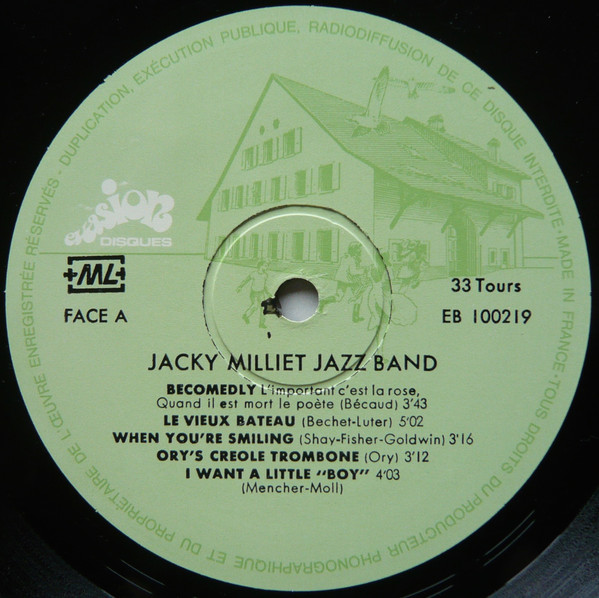 TOUS DROITS DU PRODUCTEUR PHONOGRAPHIQUE ET DU PROPRIÉTAIRE DE L'ŒUVRE ENREGISTRÉE RÉSERVÉS · DUPLICATION, EXÉCUTION PUBLIQUE, RADIODIFFUSION DE CE DISQUE INTERDITE · MADE IN FRANCE ·
evasion
DISQUES
ML
33 Tours
FACE A
EB 100219
JACKY MILLIET JAZZ BAND
BECOMEDLY L'important c'est la rose,
Quand il est mort le poète (Bécaud) 3'43
LE VIEUX BATEAU (Bechet-Luter) 5'02
WHEN YOU'RE SMILING (Shay-Fisher-Goldwin) 3'16
ORY'S CREOLE TROMBONE (Ory) 3'12
I WANT A LITTLE "BOY" 4'03
(Mencher-Moll)